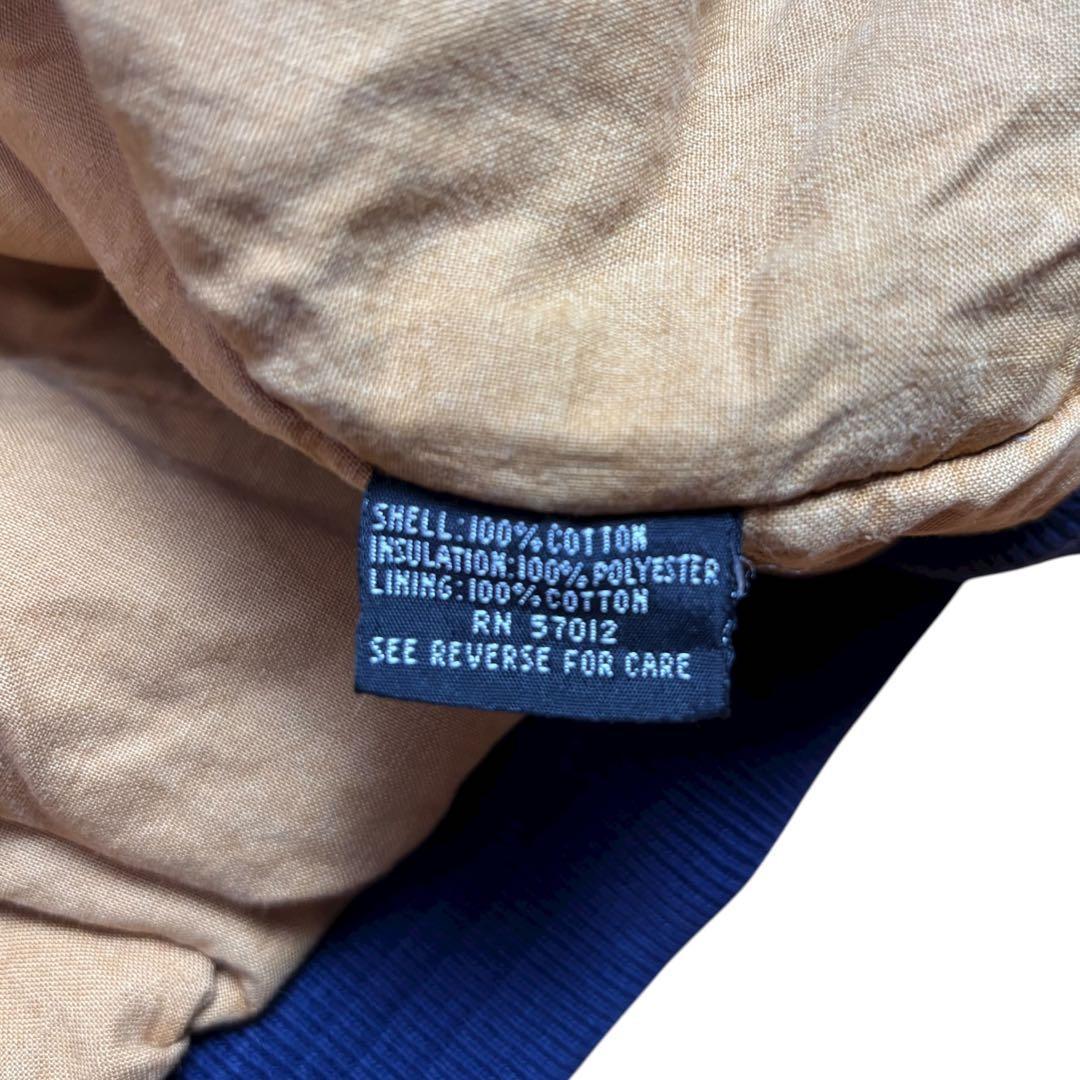 SHELL:100% COTTON
INSULATION:100% POLYESTER
LINING:100% COTTON
RN 57012
SEE REVERSE FOR CARE